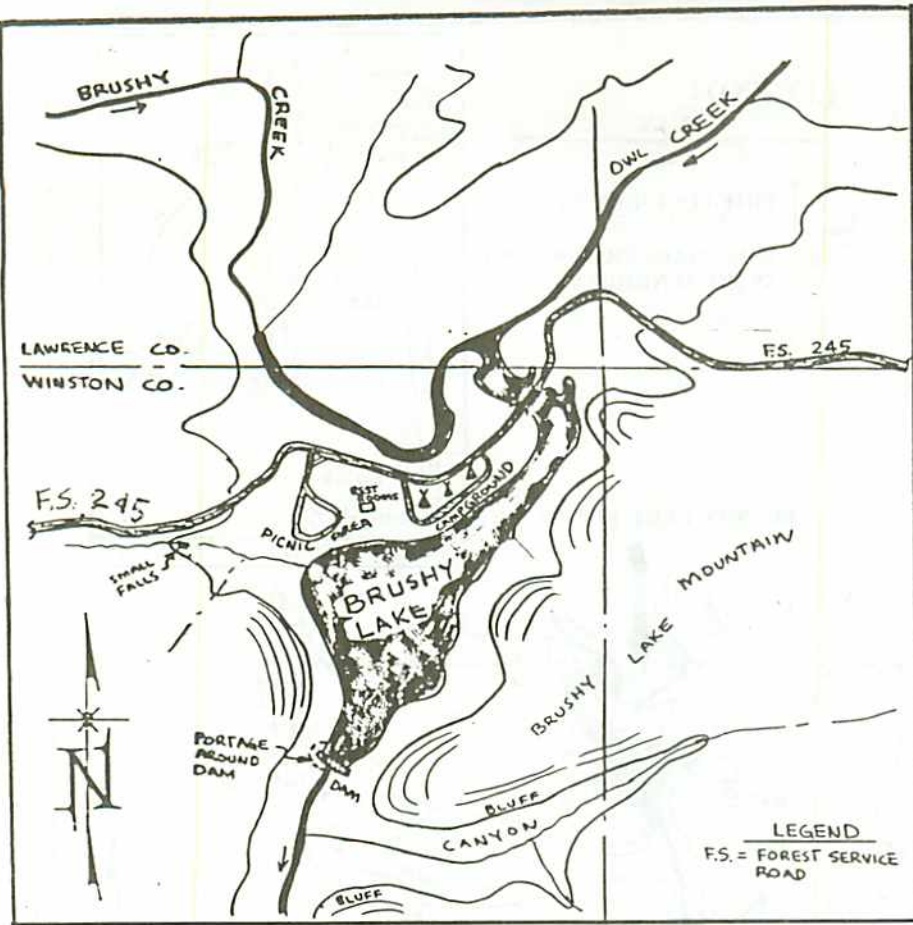 BRUSHY
CREEK
OWL CREEK
LAWRENCE CO.
WINSTON CO.
F.S. 245
F.S. 245
REST
ROOMS
PICNIC AREA
CAMPGROUND
SMALL
FALLS
BRUSHY
LAKE
BRUSHY LAKE MOUNTAIN
PORTAGE
AROUND
DAM
DAM
N
BLUFF
CANYON
BLUFF
LEGEND
F.S. = FOREST SERVICE
ROAD